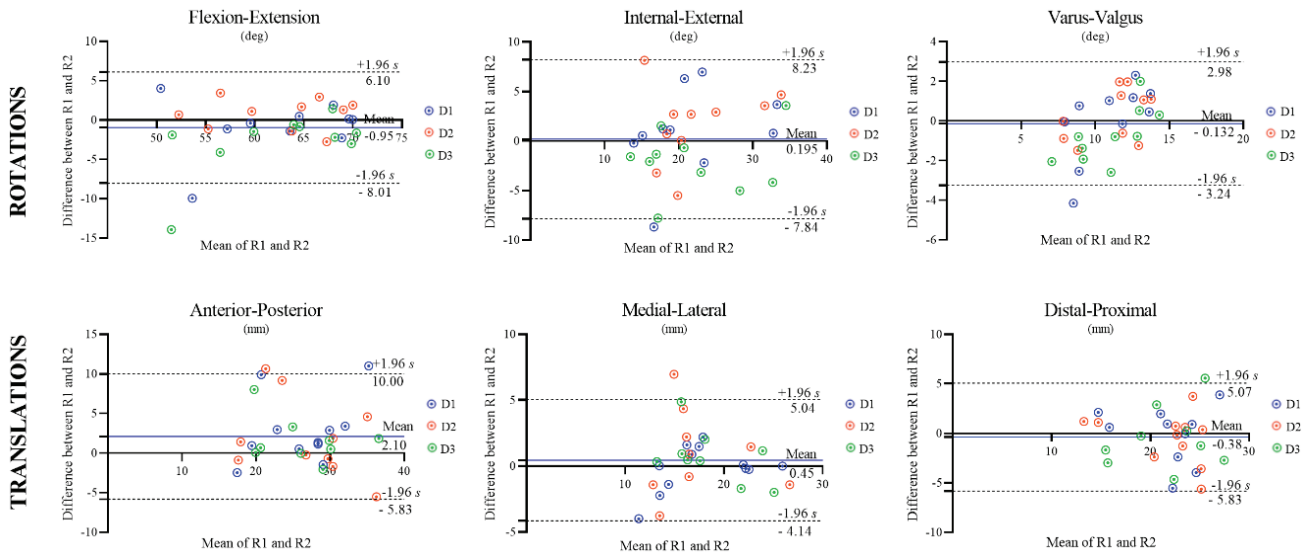 ROTATIONS
Flexion-Extension
(deg)
Difference between R1 and R2
10
5
0
-5
-10
-15
50
55
60
65
70
75
+1.96 s
6.10
Mean
-0.95
-1.96 s
- 8.01
Mean of R1 and R2
D1
D2
D3
Internal-External
(deg)
Difference between R1 and R2
10
5
0
-5
-10
10
20
30
40
+1.96 s
8.23
Mean
0.195
-1.96 s
- 7.84
Mean of R1 and R2
D1
D2
D3
Varus-Valgus
(deg)
Difference between R1 and R2
4
2
0
-2
-4
-6
5
10
15
20
+1.96 s
2.98
Mean
- 0.132
-1.96 s
- 3.24
Mean of R1 and R2
D1
D2
D3
TRANSLATIONS
Anterior-Posterior
(mm)
Difference between R1 and R2
15
10
5
0
-5
-10
10
20
30
40
+1.96 s
10.00
Mean
2.10
-1.96 s
- 5.83
Mean of R1 and R2
D1
D2
D3
Medial-Lateral
(mm)
Difference between R1 and R2
10
5
0
-5
10
20
30
+1.96 s
5.04
Mean
0.45
-1.96 s
- 4.14
Mean of R1 and R2
D1
D2
D3
Distal-Proximal
(mm)
Difference between R1 and R2
10
5
0
-5
-10
10
20
30
+1.96 s
5.07
Mean
-0.38
-1.96 s
- 5.83
Mean of R1 and R2
D1
D2
D3